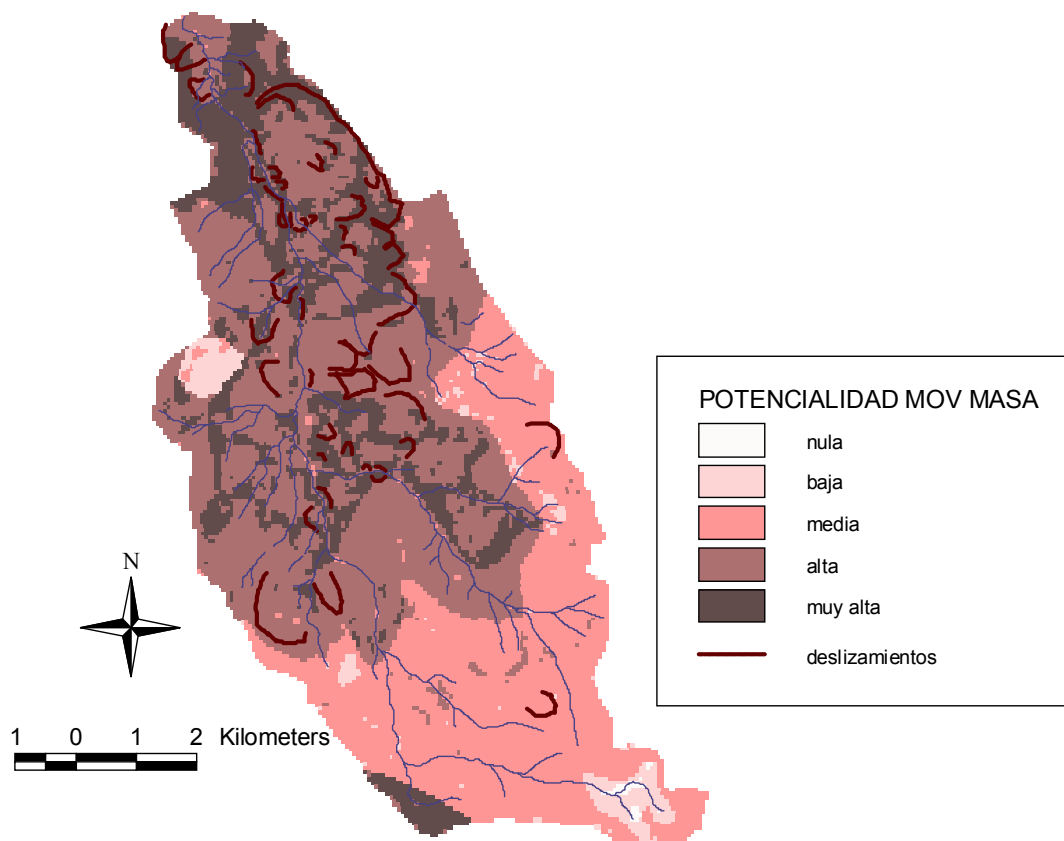 POTENCIALIDAD MOV MASA
nula
baja
media
alta
muy alta
deslizamientos
N
1 0 1 2 Kilometers